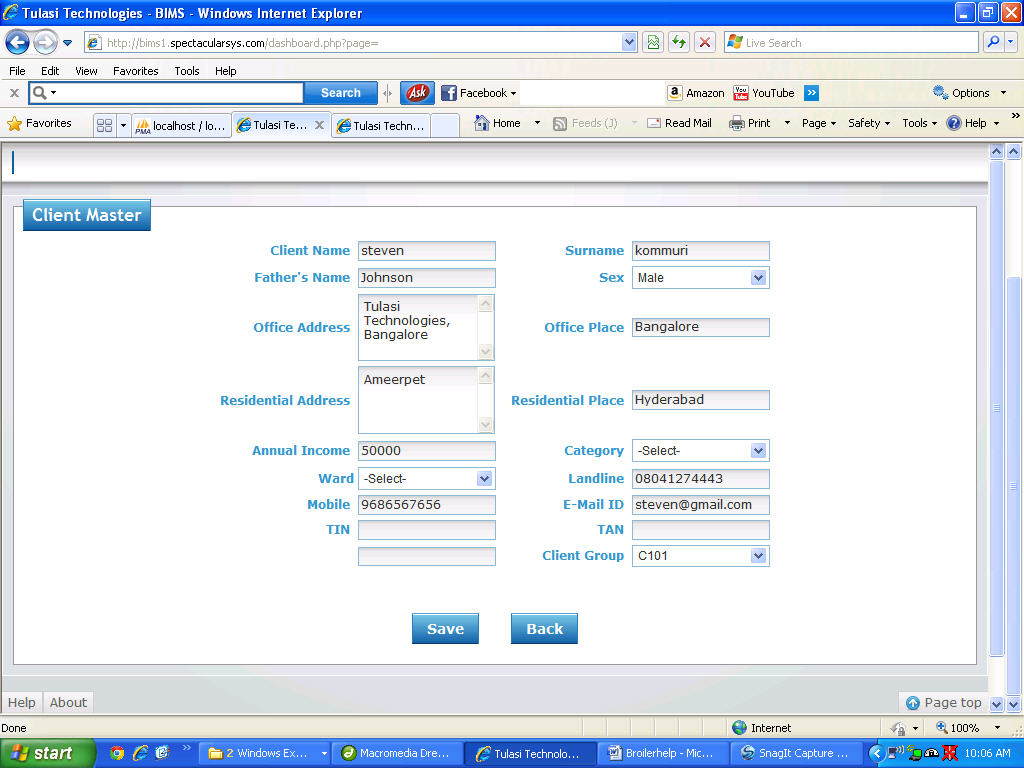 Tulasi Technologies - BIMS - Windows Internet Explorer
http://bims1.spectacularsys.com/dashboard.php?page=
Live Search
File Edit View Favorites Tools Help
x Search Ask Facebook Amazon YouTube » Options
Favorites PMA localhost / lo... Tulasi Te... X Tulasi Techn... Home Feeds (J) Read Mail Print Page Safety Tools Help »
Client Master
Client Name steven Surname kommuri
Father's Name Johnson Sex Male
Office Address Tulasi
Technologies,
Bangalore
Office Place Bangalore
Residential Address Ameerpet
Residential Place Hyderabad
Annual Income 50000 Category -Select-
Ward -Select- Landline 08041274443
Mobile 9686567656 E-Mail ID steven@gmail.com
TIN TAN
Client Group C101
Save Back
Help About Page top
Done Internet 100%
start » 2 Windows Ex... Macromedia Dre... Tulasi Technolo... Broilerhelp - Mic... SnagIt Capture ... 10:06 AM